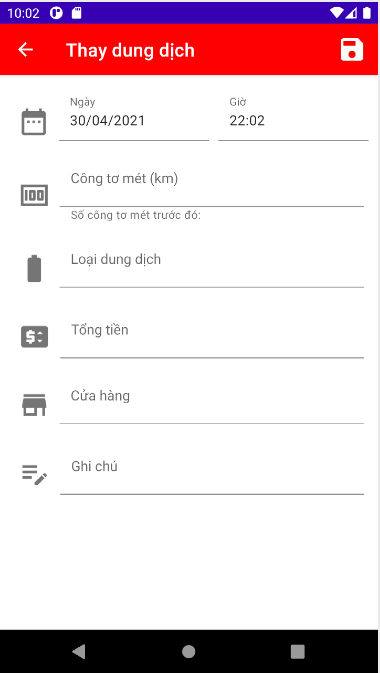 10:02
Thay dung dịch
Ngày
Giờ
30/04/2021
22:02
Công tơ mét (km)
Số công tơ mét trước đó:
Loại dung dịch
Tổng tiền
Cửa hàng
Ghi chú